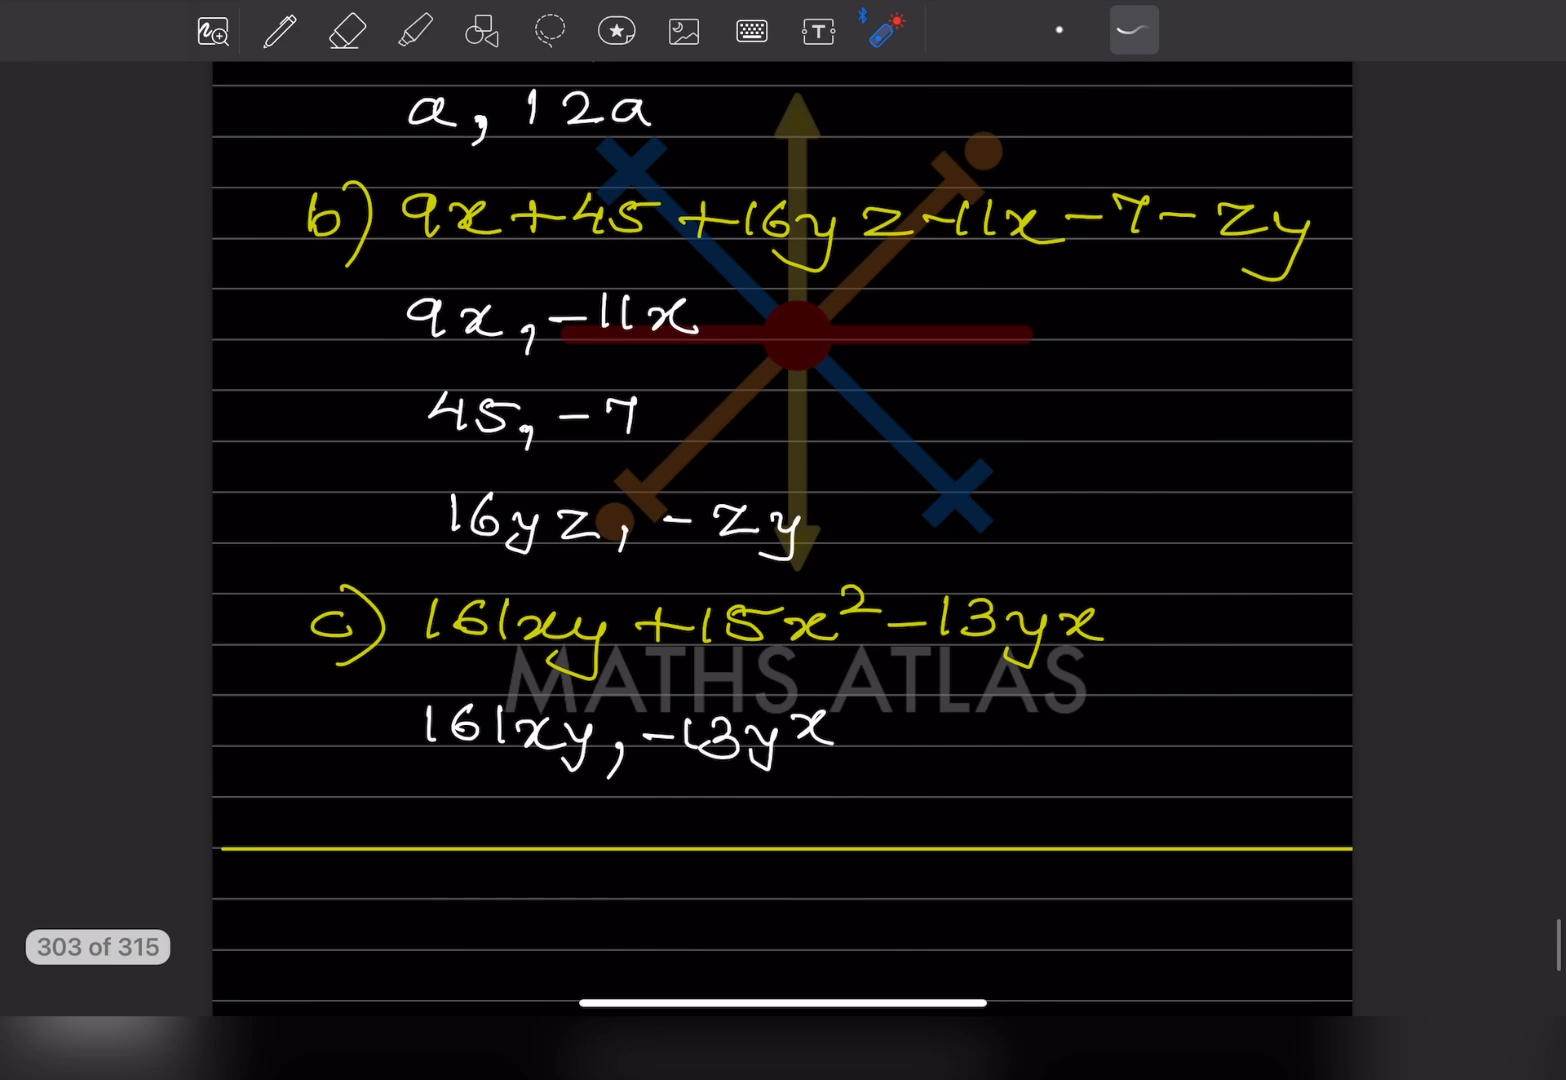 a, 12a
b) 9x+45+16yz-11x-7-zy
9x, -11x
45, -7
16yz, -zy
c) 161xy+15x²-13yx
MATHS ATLAS
161xy, -13yx
303 of 315